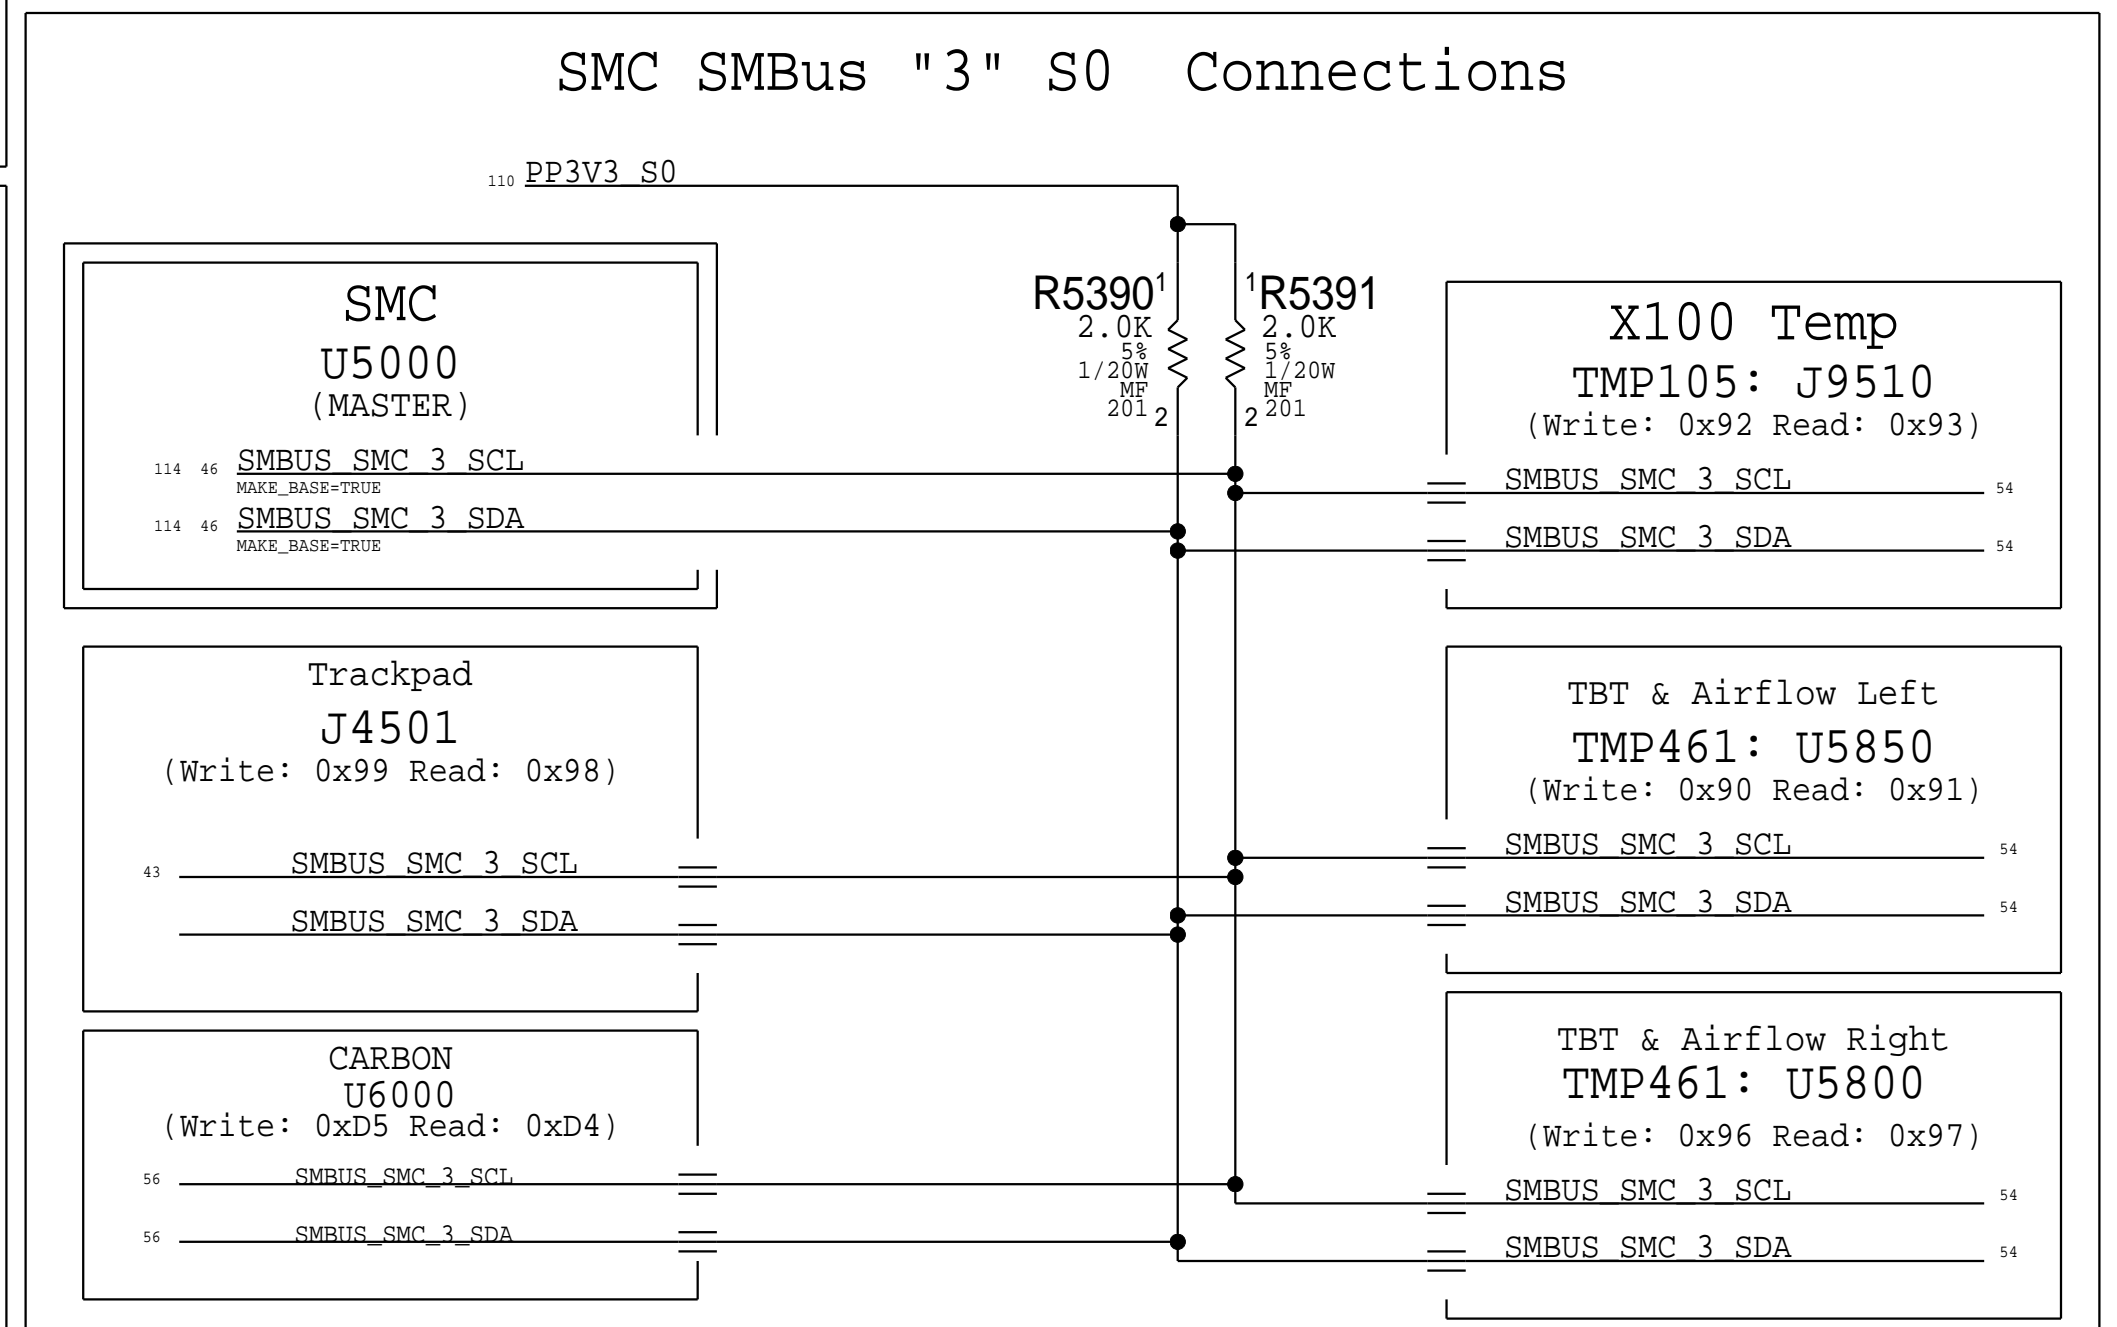 SMC SMBus "3" S0 Connections
110 PP3V3_S0
SMC
U5000
(MASTER)
114 46 SMBUS_SMC_3_SCL
MAKE_BASE=TRUE
114 46 SMBUS_SMC_3_SDA
MAKE_BASE=TRUE
R5390 1
2.0K
5%
1/20W
MF
201
2
1 R5391
2.0K
5%
1/20W
MF
201
2
X100 Temp
TMP105: J9510
(Write: 0x92 Read: 0x93)
SMBUS_SMC_3_SCL 54
SMBUS_SMC_3_SDA 54
Trackpad
J4501
(Write: 0x99 Read: 0x98)
43 SMBUS_SMC_3_SCL
SMBUS_SMC_3_SDA
TBT & Airflow Left
TMP461: U5850
(Write: 0x90 Read: 0x91)
SMBUS_SMC_3_SCL 54
SMBUS_SMC_3_SDA 54
CARBON
U6000
(Write: 0xD5 Read: 0xD4)
56 SMBUS_SMC_3_SCL
56 SMBUS_SMC_3_SDA
TBT & Airflow Right
TMP461: U5800
(Write: 0x96 Read: 0x97)
SMBUS_SMC_3_SCL 54
SMBUS_SMC_3_SDA 54